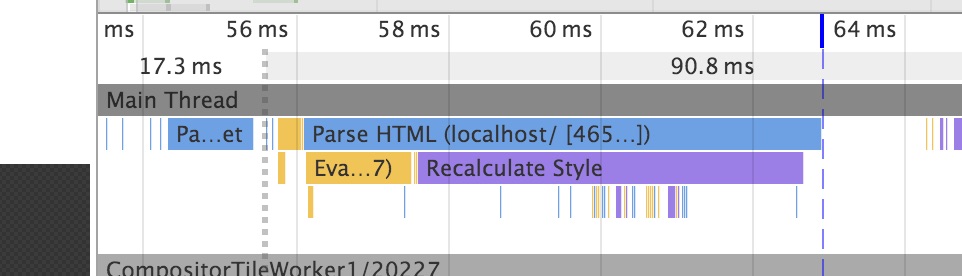 ms 56 ms 58 ms 60 ms 62 ms 64 ms
17.3 ms 90.8 ms
Main Thread
Pa...et Parse HTML (localhost/ [465...])
Eva...7) Recalculate Style
CompositorTileWorker1/20227